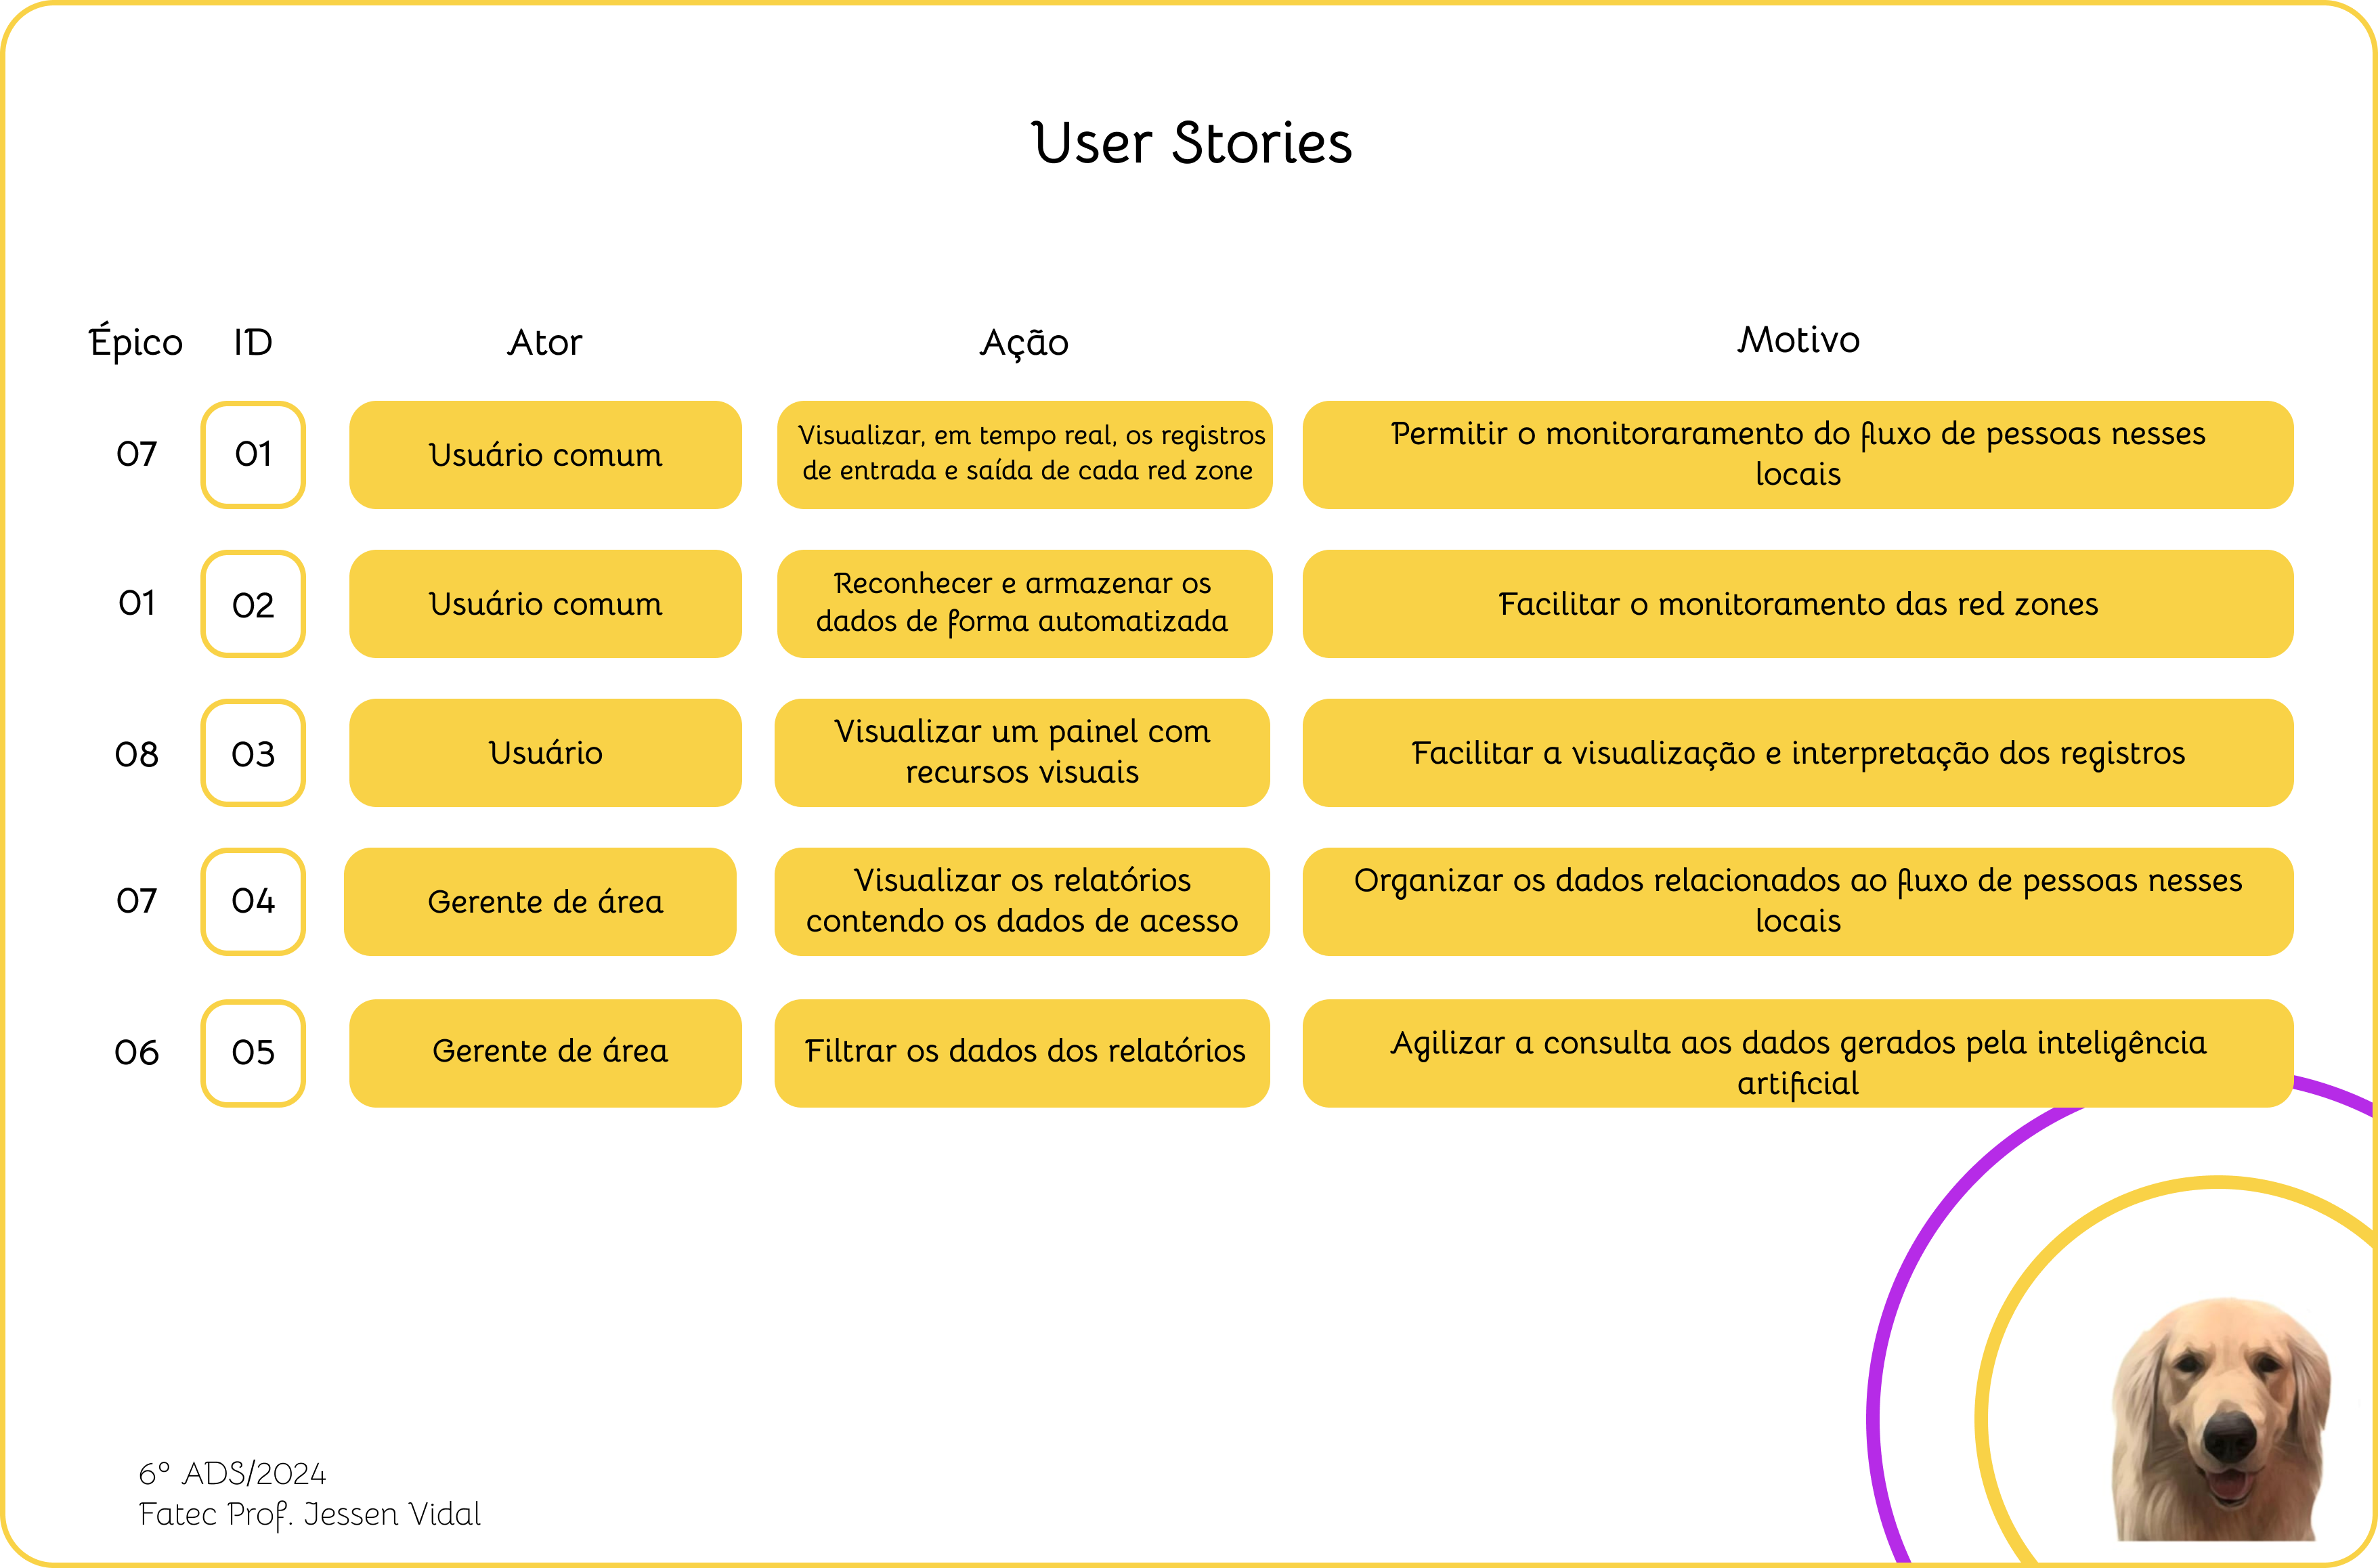 User Stories
Épico ID Ator Ação Motivo
07 01 Usuário comum Visualizar, em tempo real, os registros de entrada e saída de cada red zone Permitir o monitoraramento do fluxo de pessoas nesses locais
01 02 Usuário comum Reconhecer e armazenar os dados de forma automatizada Facilitar o monitoramento das red zones
08 03 Usuário Visualizar um painel com recursos visuais Facilitar a visualização e interpretação dos registros
07 04 Gerente de área Visualizar os relatórios contendo os dados de acesso Organizar os dados relacionados ao fluxo de pessoas nesses locais
06 05 Gerente de área Filtrar os dados dos relatórios Agilizar a consulta aos dados gerados pela inteligência artificial
6º ADS/2024
Fatec Prof. Jessen Vidal